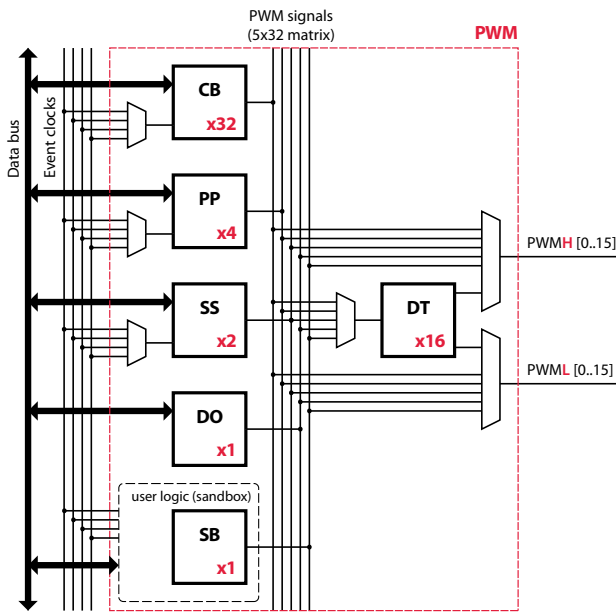 PWM signals
(5x32 matrix)
PWM
Data bus
Event clocks
CB
x32
PP
x4
PWMH [0..15]
SS
x2
DT
x16
PWML [0..15]
DO
x1
user logic (sandbox)
SB
x1